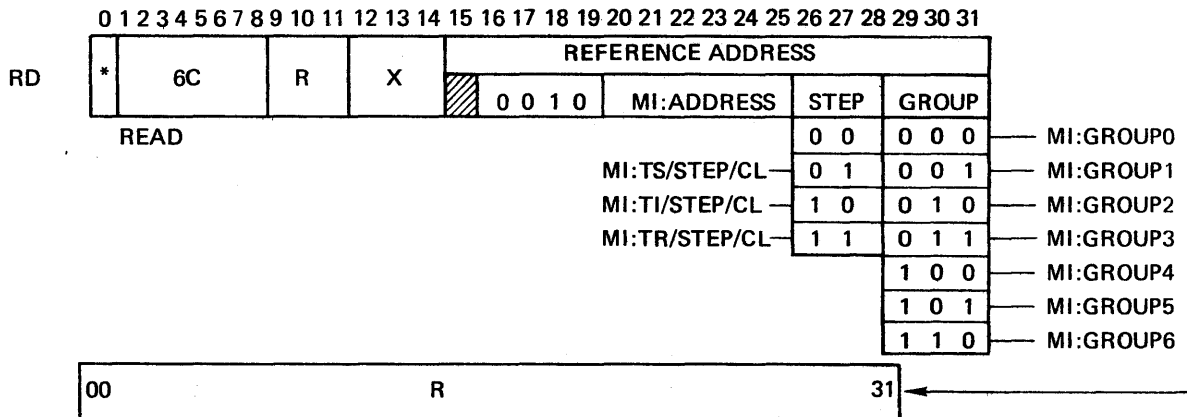 0 1 2 3 4 5 6 7 8 9 10 11 12 13 14 15 16 17 18 19 20 21 22 23 24 25 26 27 28 29 30 31
REFERENCE ADDRESS
RD * 6C R X
0 0 1 0 MI:ADDRESS STEP GROUP
READ 0 0 0 0 0 MI:GROUP0
MI:TS/STEP/CL 0 1 0 0 1 MI:GROUP1
MI:TI/STEP/CL 1 0 0 1 0 MI:GROUP2
MI:TR/STEP/CL 1 1 0 1 1 MI:GROUP3
1 0 0 MI:GROUP4
1 0 1 MI:GROUP5
1 1 0 MI:GROUP6
00 R 31